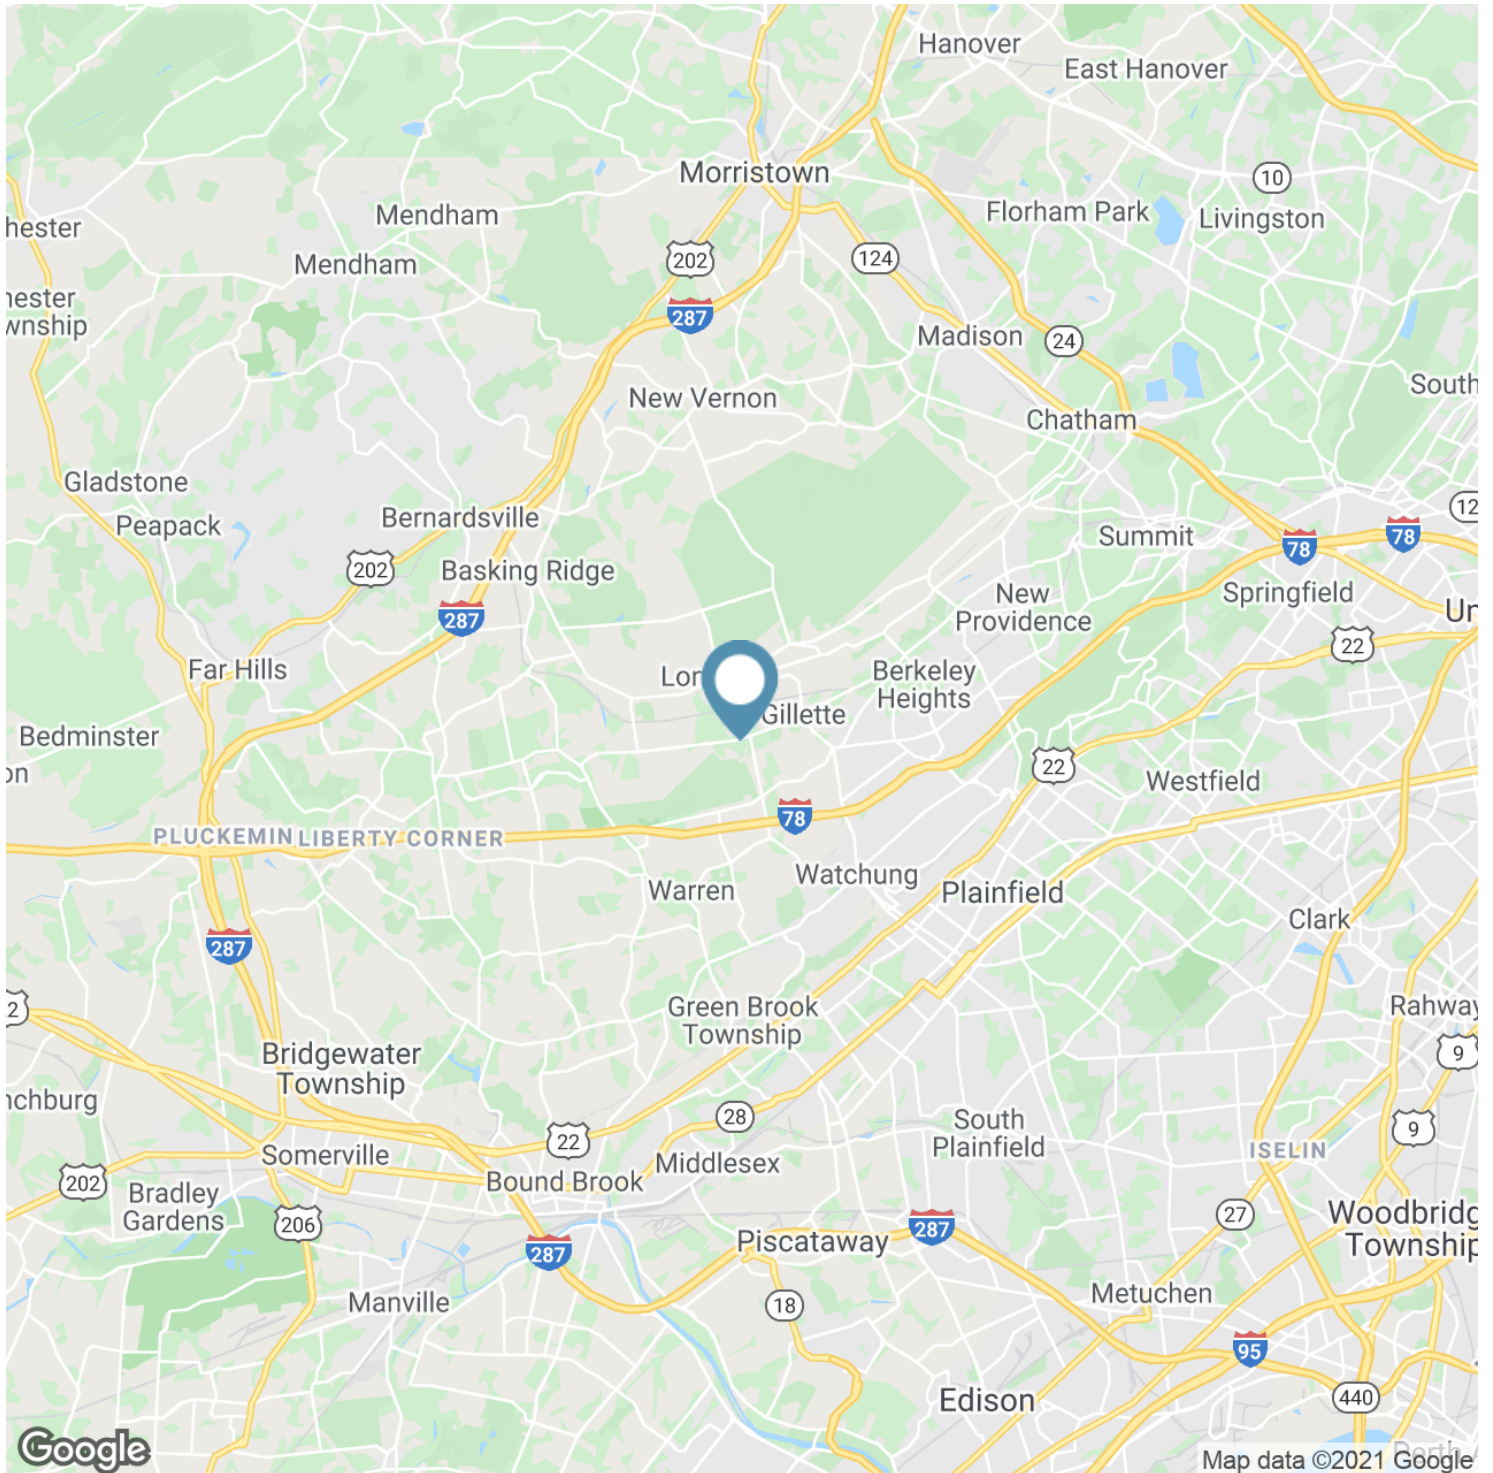 Hanover
East Hanover
Morristown
10
Mendham
Florham Park
Livingston
hester
202
124
Mendham
hester
wnship
287
Madison
24
South
New Vernon
Chatham
Gladstone
12
Peapack
Bernardsville
Summit
78
78
202
Basking Ridge
New
Providence
Springfield
Un
287
22
Far Hills
Lon
Berkeley
Heights
Gillette
Bedminster
on
22
Westfield
78
PLUCKEMIN
LIBERTY CORNER
Watchung
Warren
Plainfield
Clark
287
2
Green Brook
Township
Rahway
Bridgewater
Township
9
nchburg
28
South
Plainfield
22
9
Somerville
Middlesex
ISELIN
202
Bound Brook
Bradley
Gardens
206
27
Woodbridg
Township
287
287
Piscataway
Manville
18
Metuchen
95
Edison
440
Google
Perth A
Map data ©2021 Google